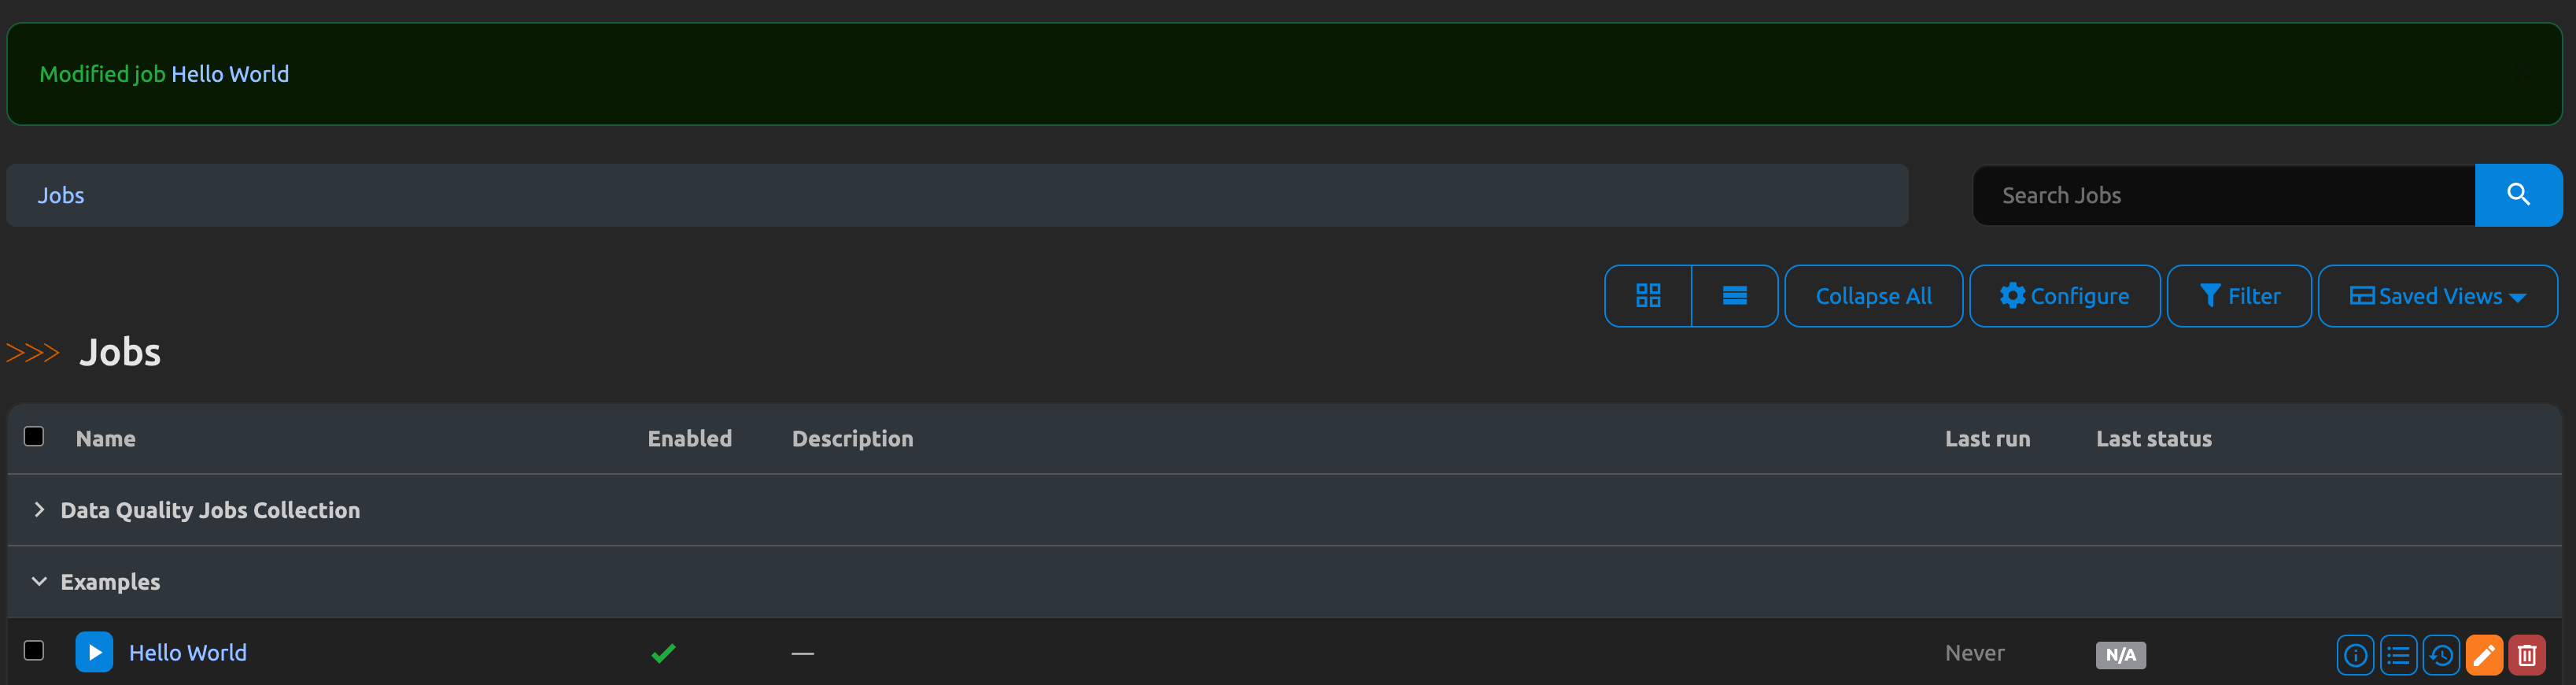 Modified job Hello World
Jobs
Search Jobs
Collapse All
Configure
Filter
Saved Views
>>> Jobs
Name Enabled Description Last run Last status
Data Quality Jobs Collection
Examples
Hello World — Never N/A